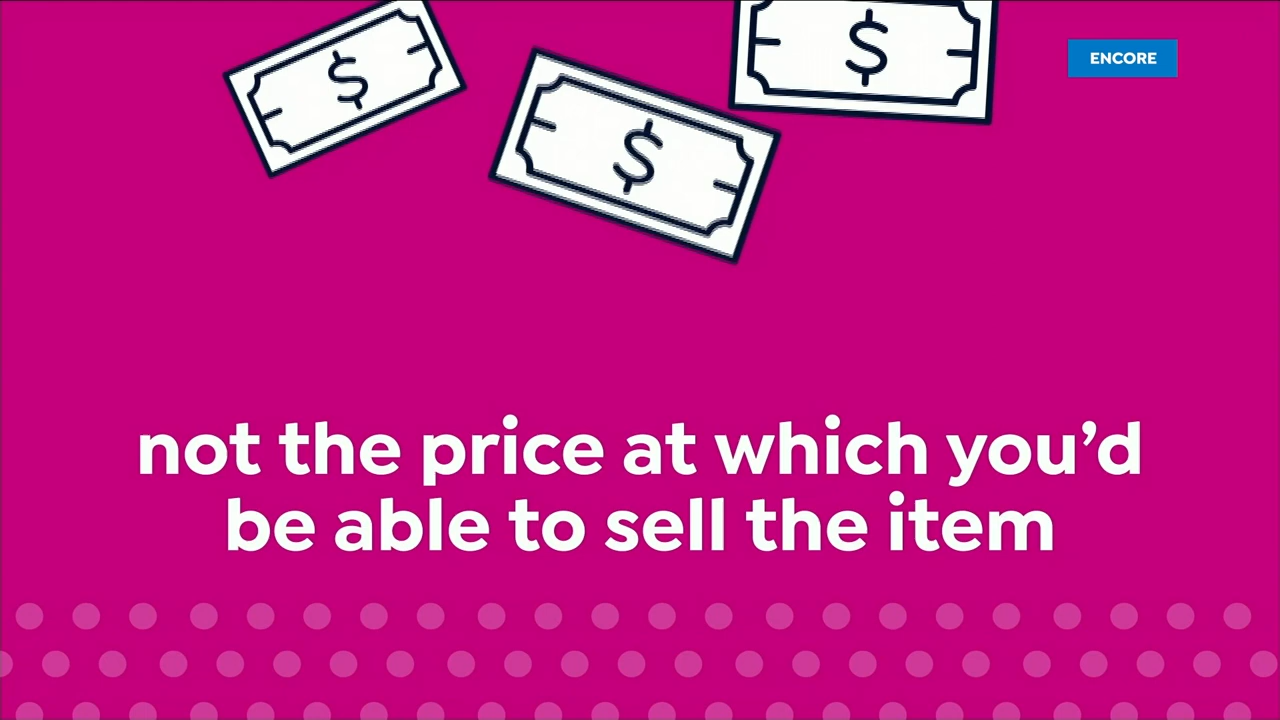 $
$
$
ENCORE
not the price at which you’d
be able to sell the item